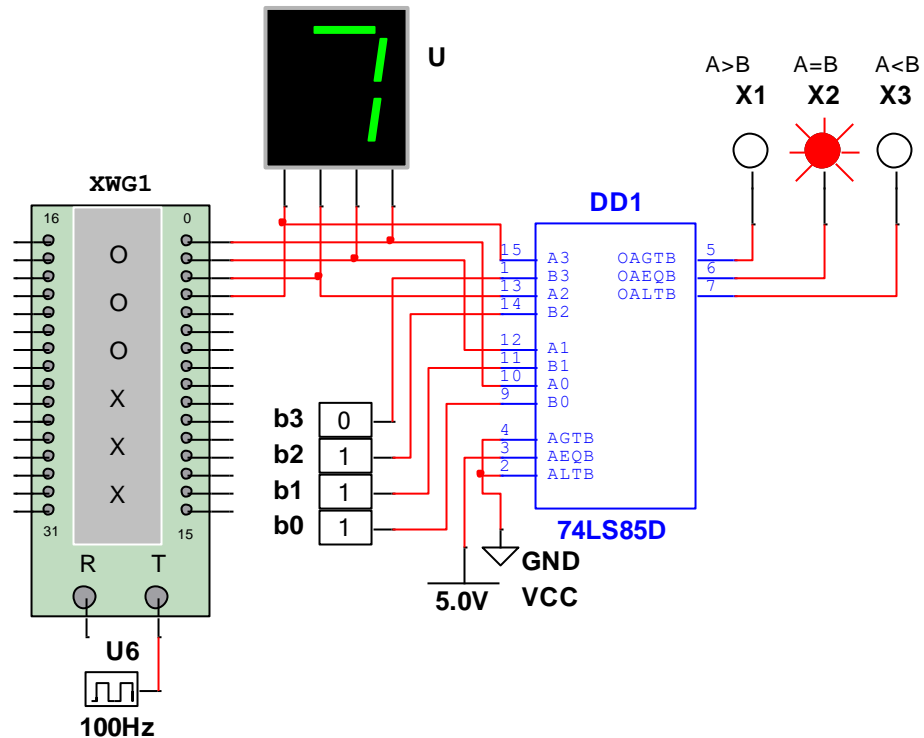 7
U
A>B A=B A<B
X1 X2 X3
XWG1
16 0
O
O
O
X
X
X
31 15
R T
U6
100Hz
b3 0
b2 1
b1 1
b0 1
DD1
15 A3 OAGTB 5
1 B3 OAEQB 6
13 A2 OALTB 7
14 B2
12 A1
11 B1
10 A0
9 B0
4 AGTB
3 AEQB
2 ALTB
74LS85D
GND
5.0V VCC